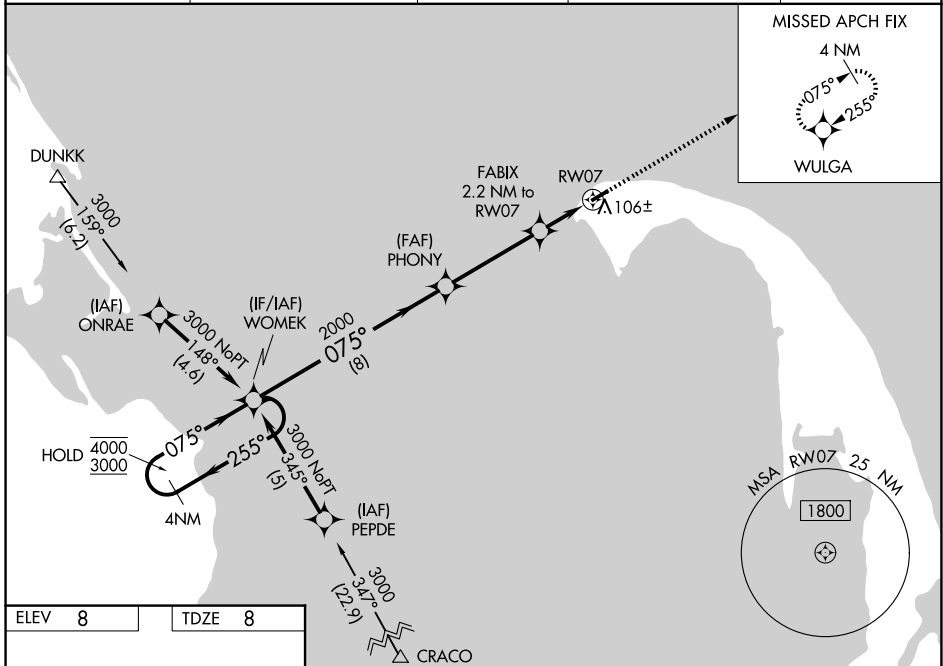 MISSED APCH FIX
4 NM
075°
255°
WULGA
DUNKK
3000
159°
(6.2)
(IAF)
ONRAE
3000 NoPT
148°
(4.6)
(IF/IAF)
WOMEK
2000
075°
(8)
(FAF)
PHONY
FABIX
2.2 NM to
RW07
RW07
106±
HOLD
4000
3000
075°
255°
4NM
3000 NoPT
345°
(5)
(IAF)
PEPDE
3000
347°
(22.9)
CRACO
MSA RW07 25 NM
1800
ELEV 8
TDZE 8